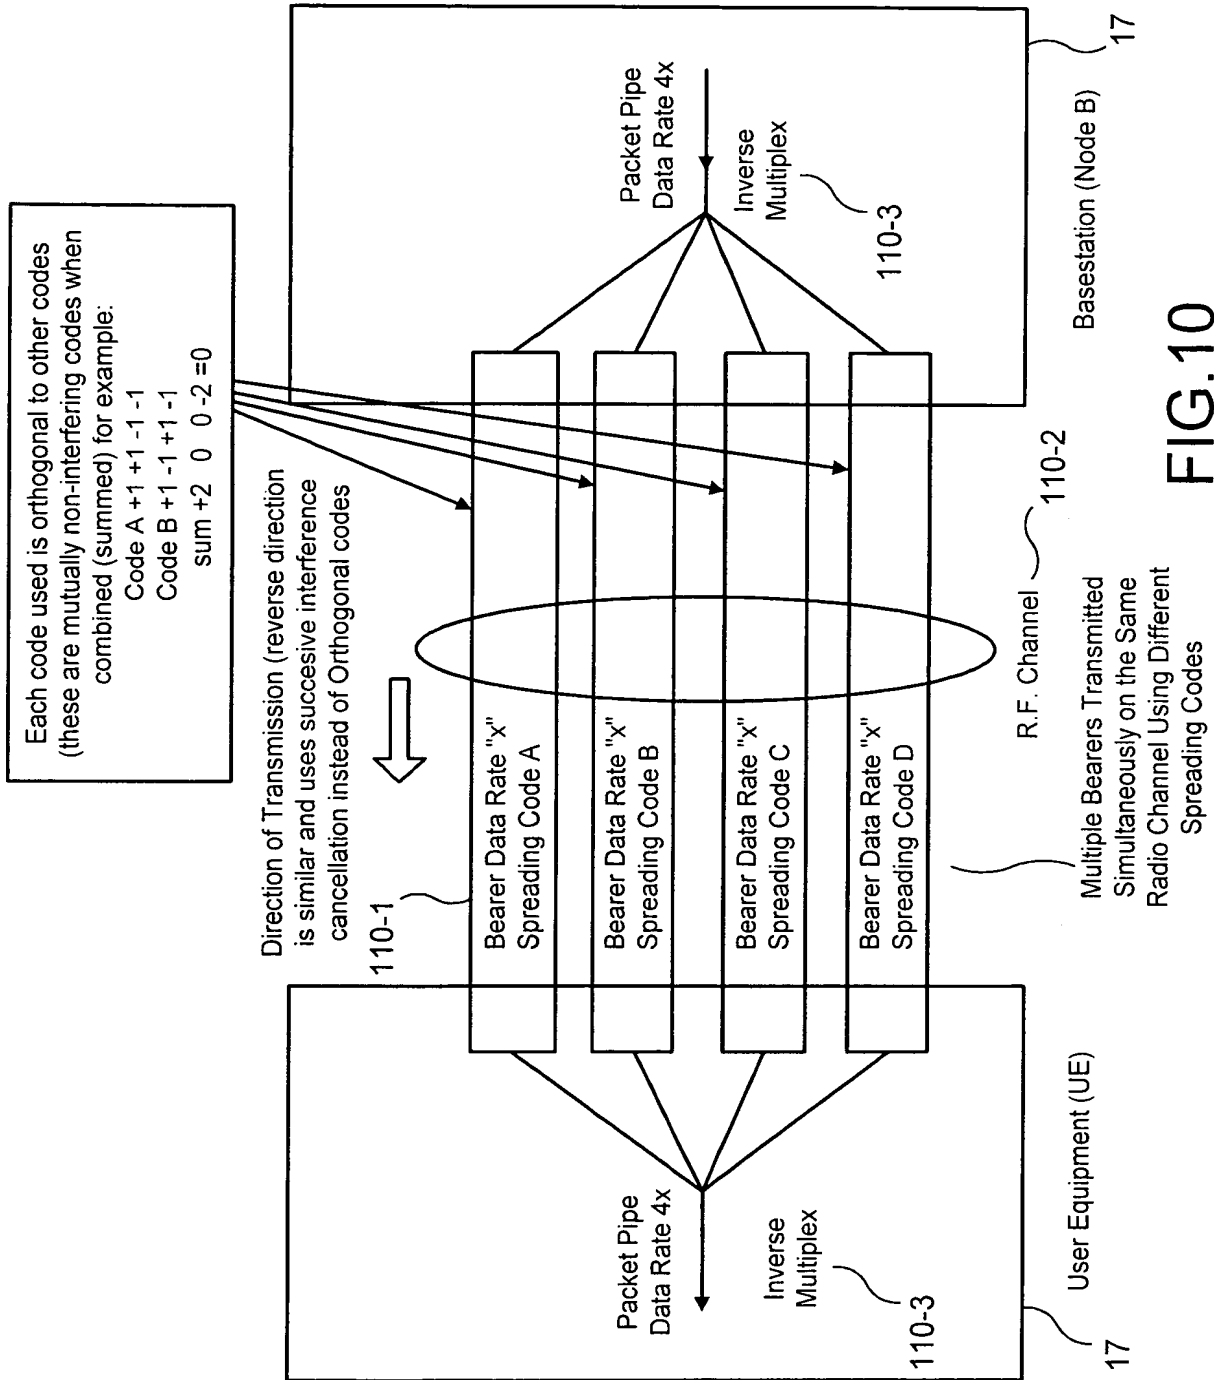 Each code used is orthogonal to other codes
(these are mutually non-interfering codes when
combined (summed) for example:
Code A +1 +1 -1 -1
Code B +1 -1 +1 -1
sum +2 0 0 -2 =0
Direction of Transmission (reverse direction
is similar and uses succesive interference
cancellation instead of Orthogonal codes
110-1
Packet Pipe
Data Rate 4x
Inverse
Multiplex
110-3
17
User Equipment (UE)
Bearer Data Rate "x"
Spreading Code A
Bearer Data Rate "x"
Spreading Code B
Bearer Data Rate "x"
Spreading Code C
Bearer Data Rate "x"
Spreading Code D
R.F. Channel
110-2
Multiple Bearers Transmitted
Simultaneously on the Same
Radio Channel Using Different
Spreading Codes
Packet Pipe
Data Rate 4x
Inverse
Multiplex
110-3
17
Basestation (Node B)
FIG.10